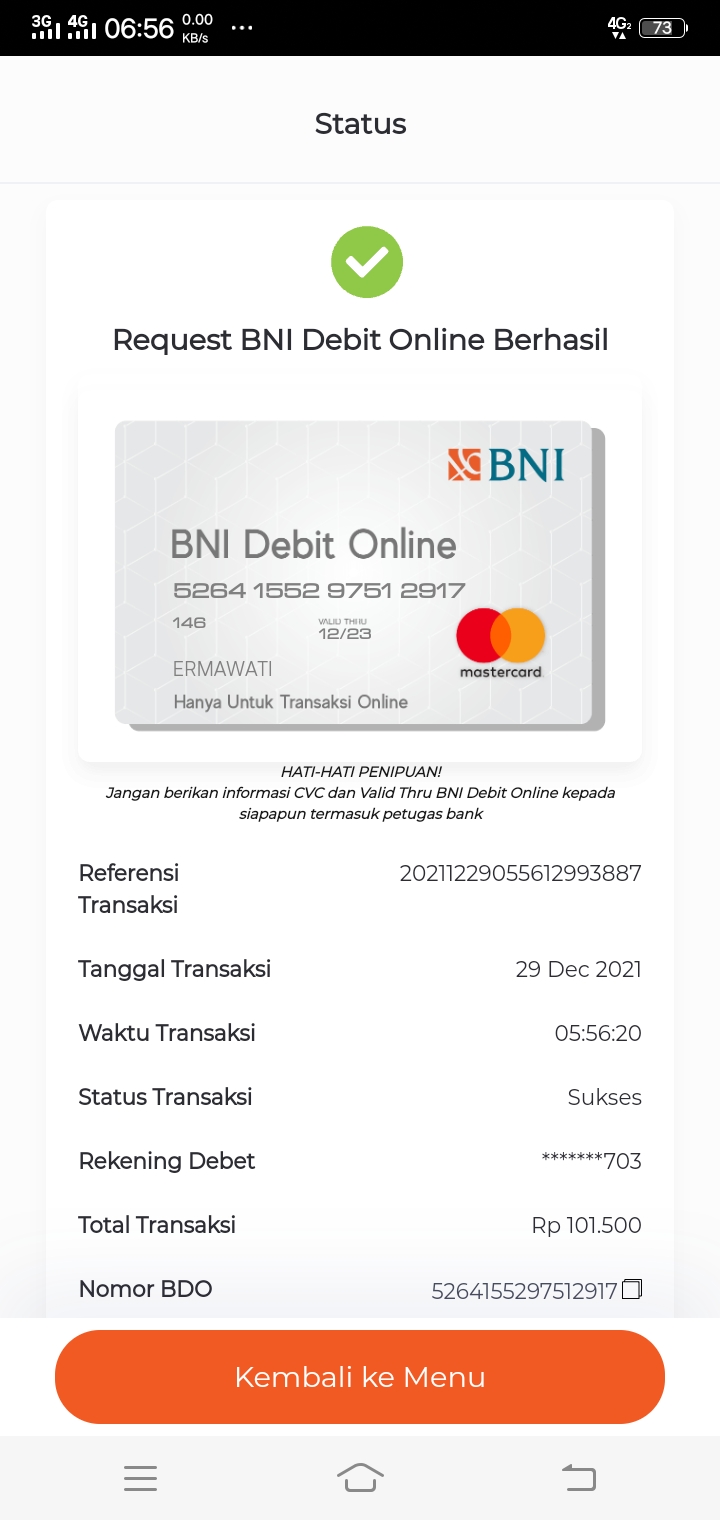 3G 4G 06:56 0.00 KB/s ... 4G2 73
Status
Request BNI Debit Online Berhasil
BNI
BNI Debit Online
5264 1552 9751 2917
146 VALID THRU
12/23
ERMAWATI
mastercard
Hanya Untuk Transaksi Online
HATI-HATI PENIPUAN!
Jangan berikan informasi CVC dan Valid Thru BNI Debit Online kepada
siapapun termasuk petugas bank
Referensi Transaksi 20211229055612993887
Tanggal Transaksi 29 Dec 2021
Waktu Transaksi 05:56:20
Status Transaksi Sukses
Rekening Debet *******703
Total Transaksi Rp 101.500
Nomor BDO 5264155297512917
Kembali ke Menu